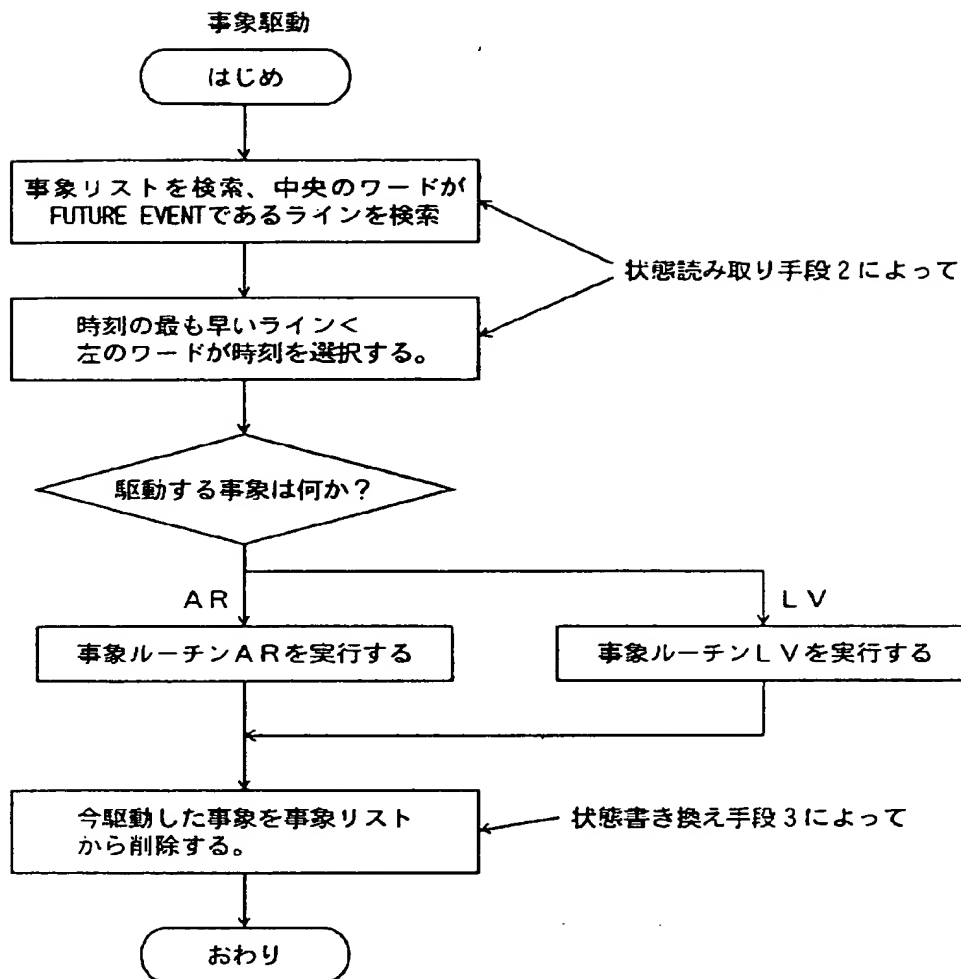 事象駆動
はじめ
事象リストを検索、中央のワードが
FUTURE EVENTであるラインを検索
状態読み取り手段2によって
時刻の最も早いライン<
左のワードが時刻を選択する。
駆動する事象は何か?
AR
LV
事象ルーチンARを実行する
事象ルーチンLVを実行する
今駆動した事象を事象リスト
から削除する。
状態書き換え手段3によって
おわり